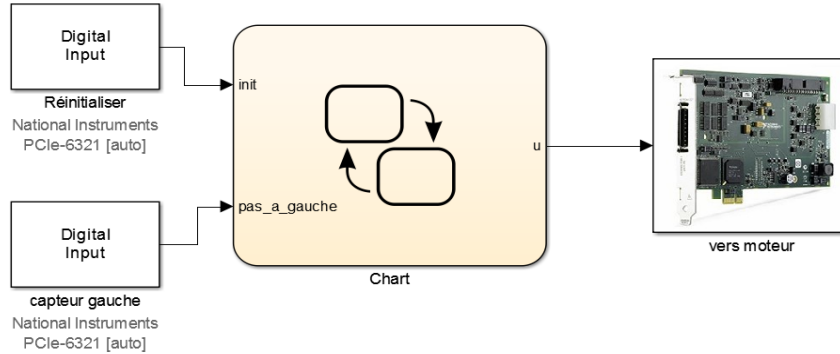 Digital
Input
Réinitialiser
National Instruments
PCIe-6321 [auto]
init
pas_a_gauche
u
Chart
vers moteur
Digital
Input
capteur gauche
National Instruments
PCIe-6321 [auto]